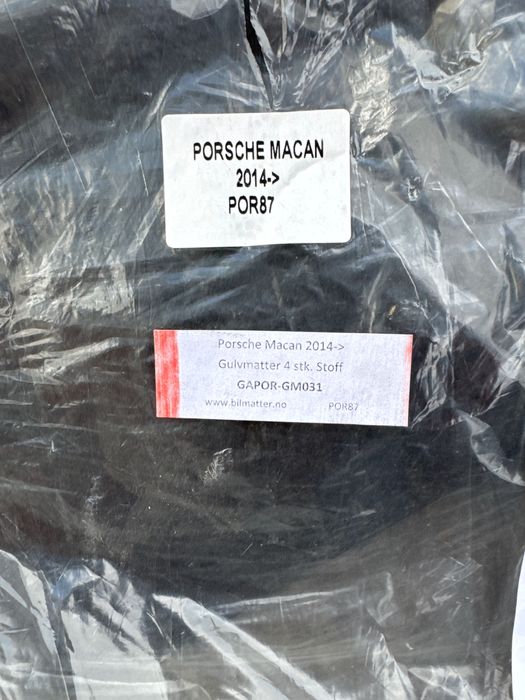 PORSCHE MACAN
2014->
POR87
Porsche Macan 2014->
Gulvmatter 4 stk. Stoff
GAPOR-GM031
www.bilmatter.no POR87